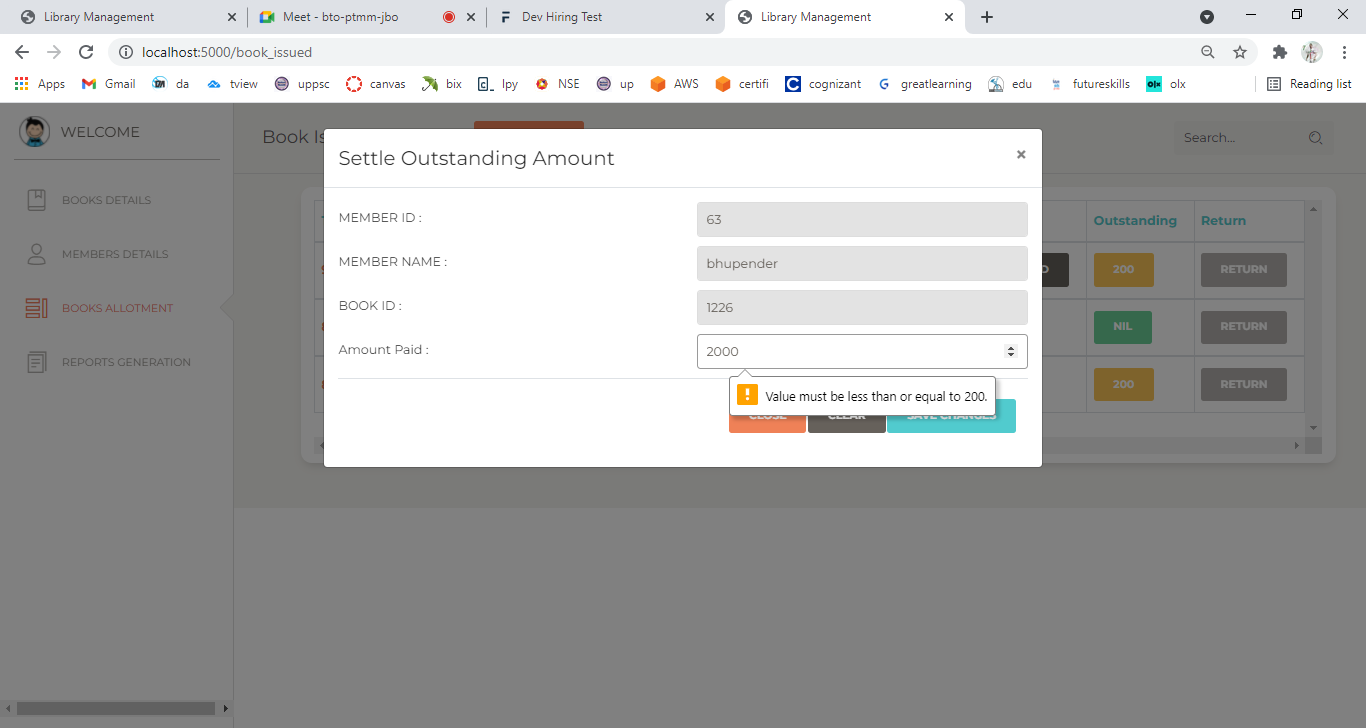 Library Management
Meet - bto-ptmm-jbo
Dev Hiring Test
Library Management
localhost:5000/book_issued
Apps
Gmail
da
tview
uppsc
canvas
bix
lpy
NSE
up
AWS
certifi
cognizant
greatlearning
edu
futureskills
olx
Reading list
WELCOME
Book Is
Search...
BOOKS DETAILS
MEMBERS DETAILS
BOOKS ALLOTMENT
REPORTS GENERATION
Settle Outstanding Amount
×
MEMBER ID :
63
MEMBER NAME :
bhupender
BOOK ID :
1226
Amount Paid :
2000
Value must be less than or equal to 200.
CLOSE
CLEAR
SAVE CHANGES
Outstanding
Return
200
RETURN
NIL
RETURN
200
RETURN